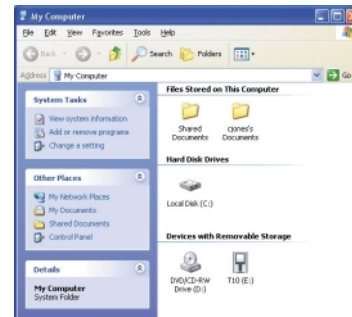 My Computer
File Edit View Favorites Tools Help
Back Search Folders
Address My Computer Go
System Tasks
View system information
Add or remove programs
Change a setting
Other Places
My Network Places
My Documents
Shared Documents
Control Panel
Details
My Computer
System Folder
Files Stored on This Computer
Shared Documents
cjones's Documents
Hard Disk Drives
Local Disk (C:)
Devices with Removable Storage
DVD/CD-RW Drive (D:)
T10 (E:)